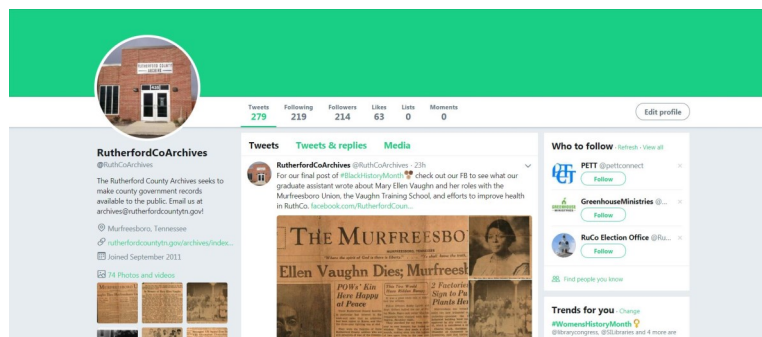 RUTHERFORD COUNTY
ARCHIVE
Tweets Following Followers Likes Lists Moments
279 219 214 63 0 0
Edit profile
RutherfordCoArchives
@RuthCoArchives
The Rutherford County Archives seeks to
make county government records
available to the public. Email us at
archives@rutherfordcountytn.gov!
Murfreesboro, Tennessee
rutherfordcountytn.gov/archives/index...
Joined September 2011
74 Photos and videos
Tweets Tweets & replies Media
RutherfordCoArchives @RuthCoArchives · 23h
For our final post of #BlackHistoryMonth check out our FB to see what our
graduate assistant wrote about Mary Ellen Vaughn and her roles with the
Murfreesboro Union, the Vaughn Training School, and efforts to improve health
in RuthCo. facebook.com/RutherfordCoun...
THE MURFREESBO
Ellen Vaughn Dies; Murfreesb
POWs' Kin
Here Happy
at Peace
2 Factories
Sign to Pu
Plants He
Who to follow · Refresh · View all
PETT @pettconnect
Follow
GreenhouseMinistries @...
Follow
RuCo Election Office @Ru...
Follow
Find people you know
Trends for you · Change
#WomensHistoryMonth
@librarycongress, @SILibraries and 4 more are